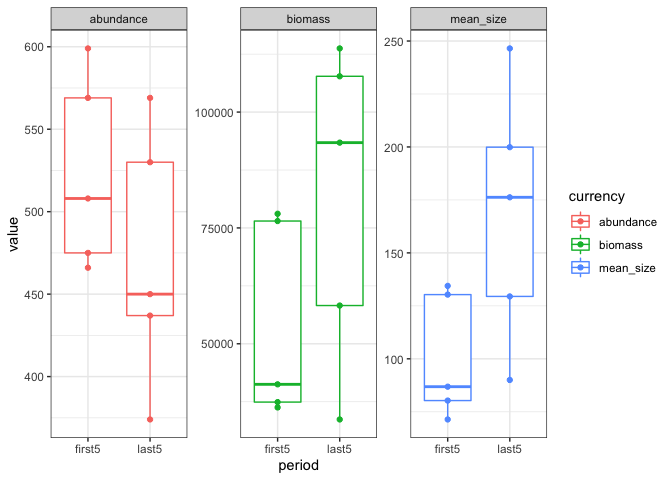 abundance
biomass
mean_size
value
600
550
500
450
400
100000
75000
50000
250
200
150
100
first5
last5
first5
last5
first5
last5
period
currency
abundance
biomass
mean_size